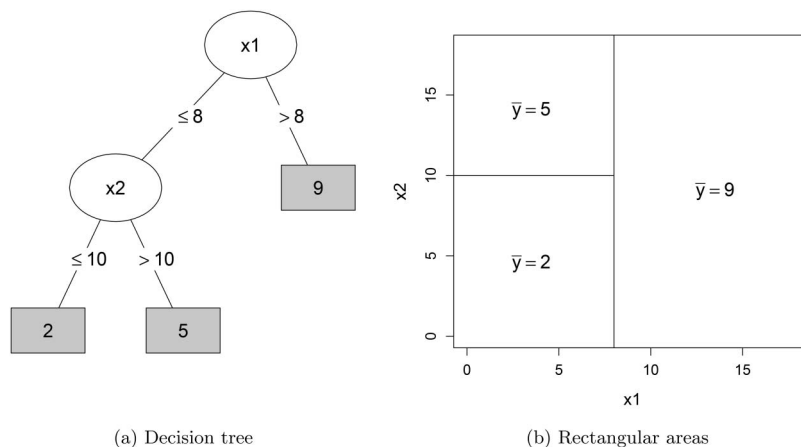 x1
≤ 8
> 8
x2
9
≤ 10
> 10
2
5
(a) Decision tree
x2
15
10
5
0
y̅ = 5
y̅ = 9
y̅ = 2
0 5 10 15
x1
(b) Rectangular areas